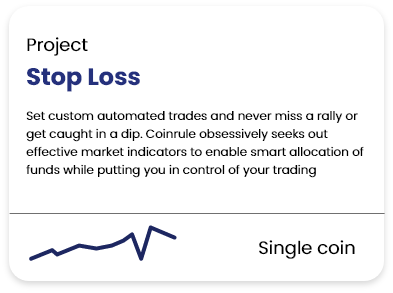 Project
Stop Loss
Set custom automated trades and never miss a rally or
get caught in a dip. Coinrule obsessively seeks out
effective market indicators to enable smart allocation of
funds while putting you in control of your trading
Single coin